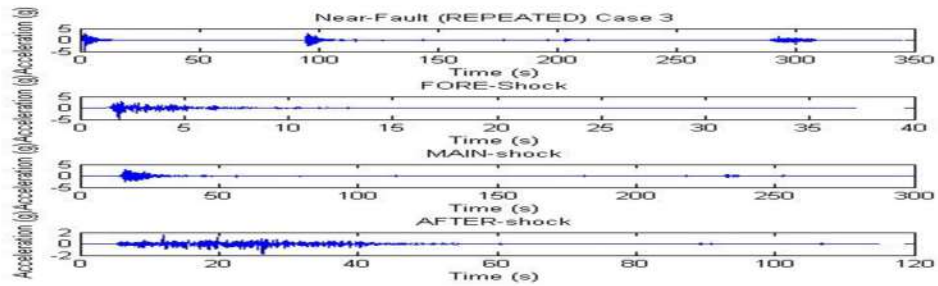 Near-Fault (REPEATED) Case 3
Acceleration (g)
5
0
-5
0 50 100 150 200 250 300 350
Time (s)
FORE-Shock
Acceleration (g)
5
0
-5
0 5 10 15 20 25 30 35 40
Time (s)
MAIN-shock
Acceleration (g)
5
0
-5
0 50 100 150 200 250 300
Time (s)
AFTER-shock
Acceleration (g)
2
0
-2
0 20 40 60 80 100 120
Time (s)